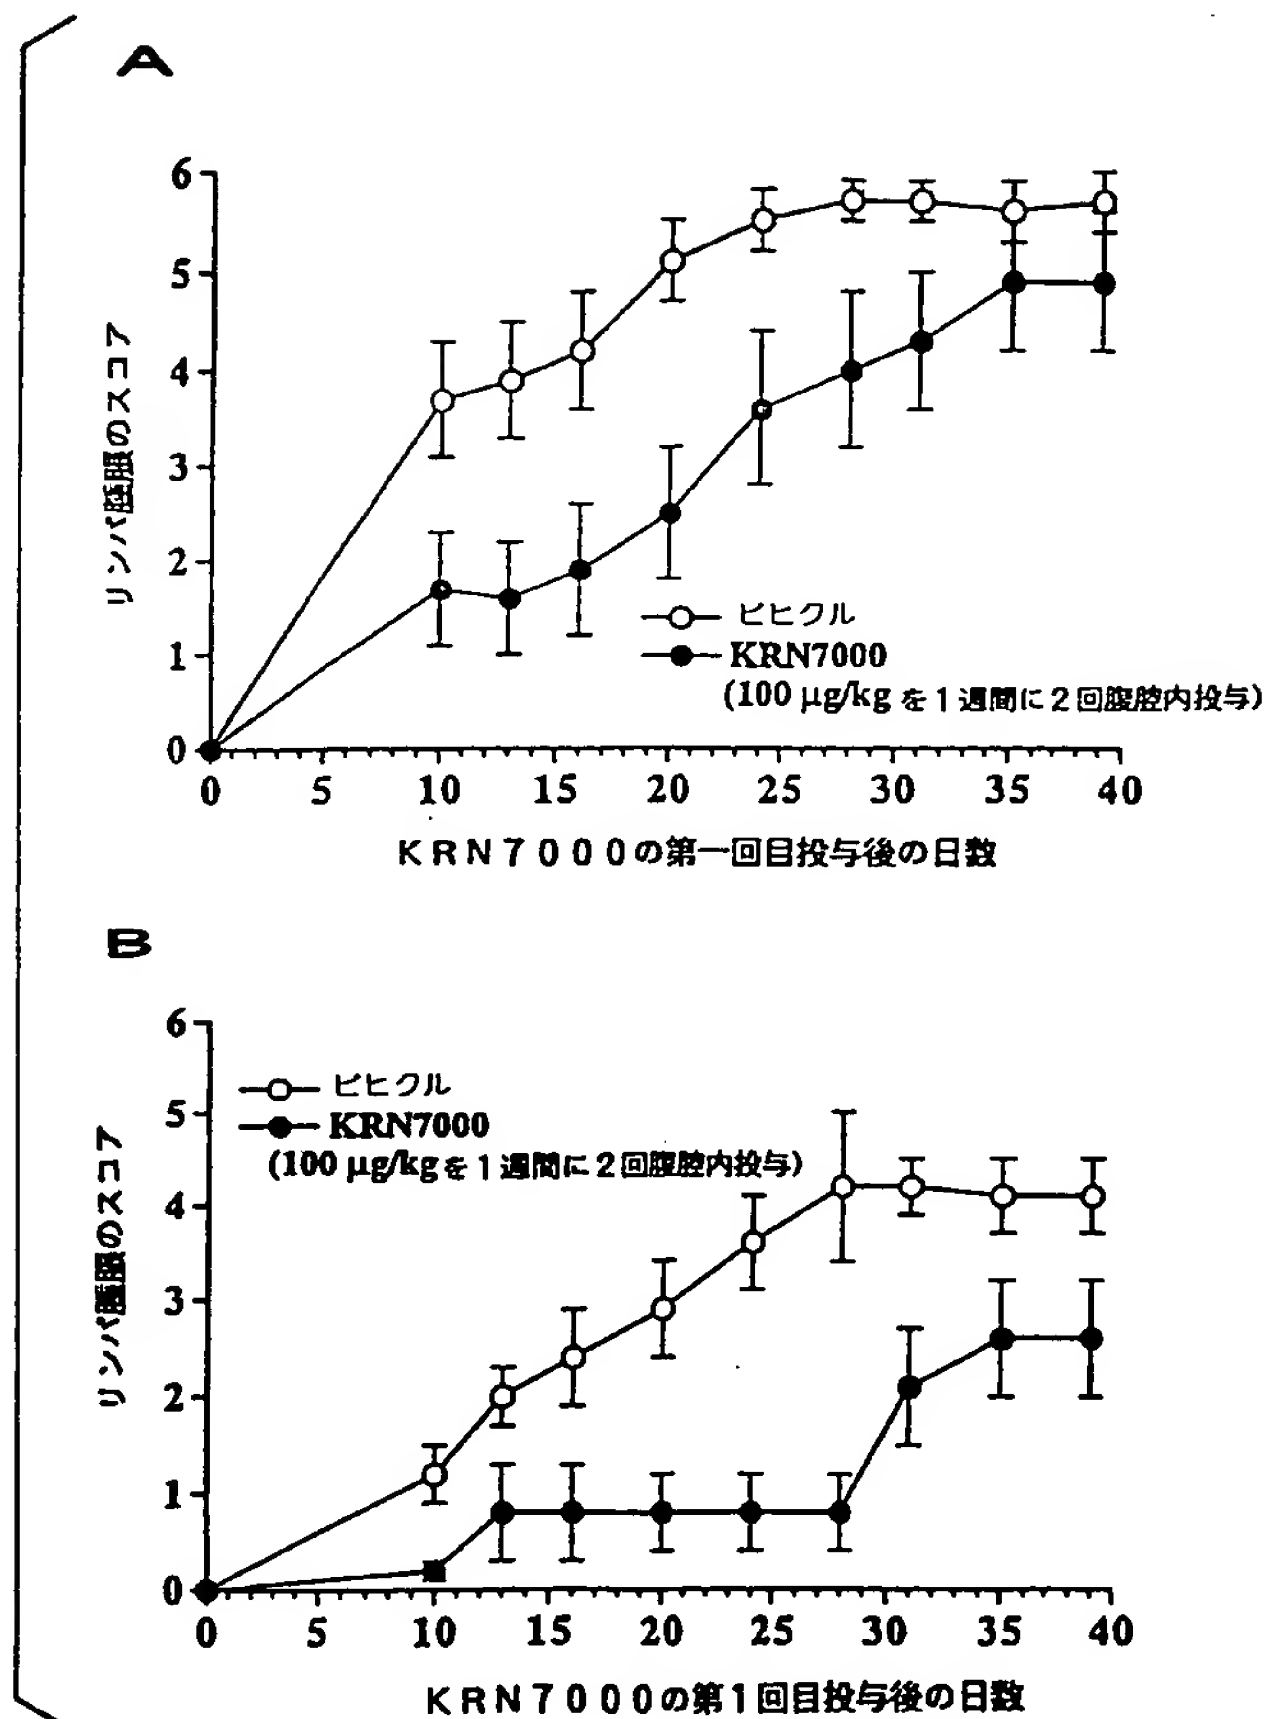 A
6
5
4
3
2
1
0
リンパ腫脹のスコア
ビヒクル
KRN7000
(100 μg/kg を1週間に2回腹腔内投与)
0 5 10 15 20 25 30 35 40
KRN7000の第一回目投与後の日数
B
6
5
4
3
2
1
0
リンパ腫脹のスコア
ビヒクル
KRN7000
(100 μg/kgを1週間に2回腹腔内投与)
0 5 10 15 20 25 30 35 40
KRN7000の第1回目投与後の日数